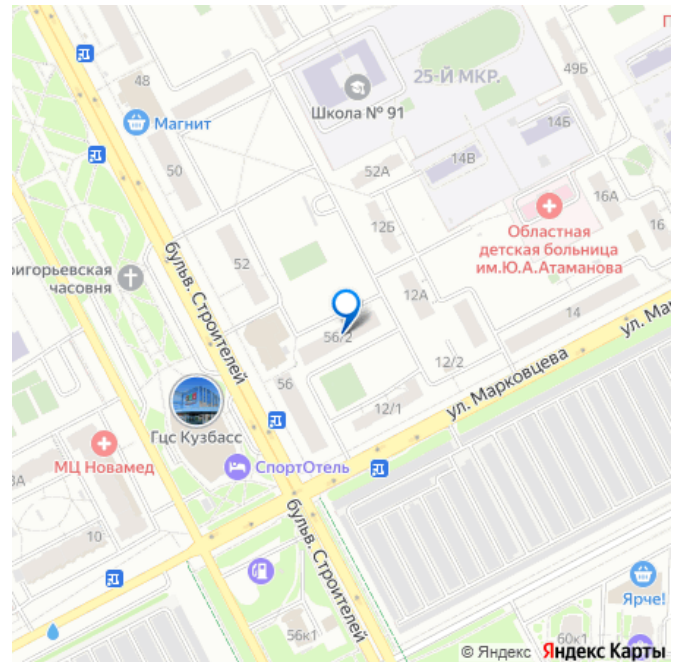 48
Магнит
Школа № 91
25-Й МКР.
49Б
14Б
50
52А
14В
12Б
16А
16
Областная
детская больница
им.Ю.А.Атаманова
ригорьевская
часовня
бульв. Строителей
52
12А
14
ул. Ма
56/2
12/2
ул. Марковцева
56
12/1
Гцс Кузбасс
МЦ Новамед
СпортОтель
10
бульв. Строителей
56к1
Ярче!
60к1
© Яндекс Яндекс Карты